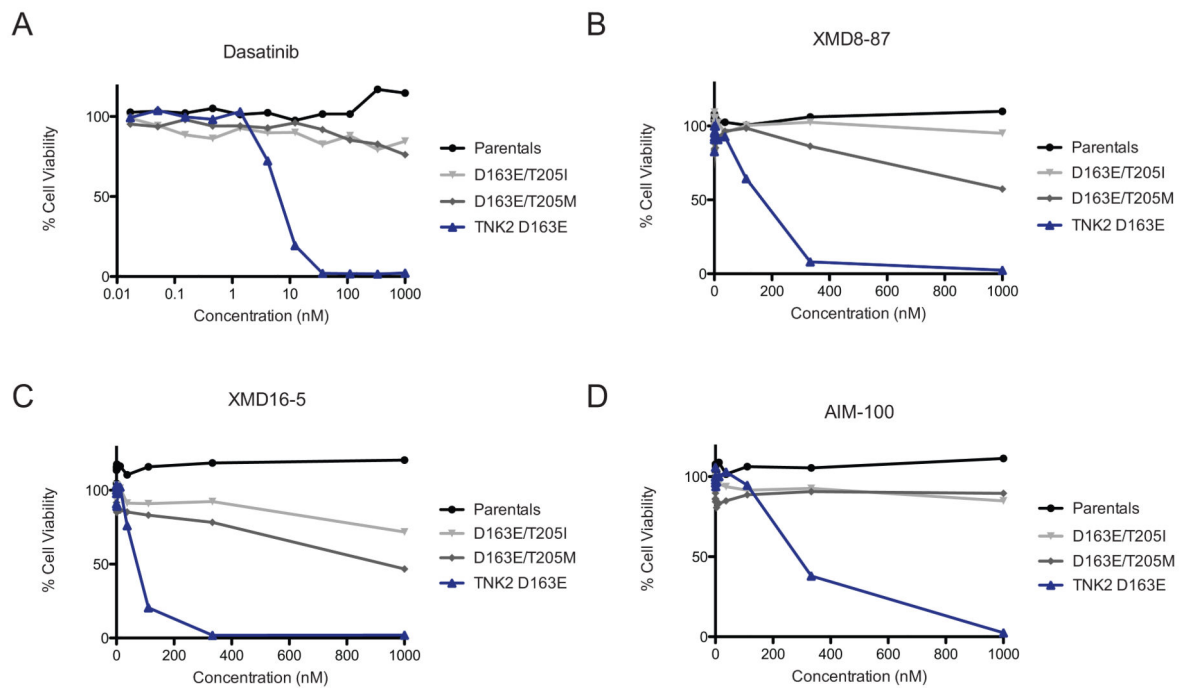 A
Dasatinib
% Cell Viability
100
50
0
0.01 0.1 1 10 100 1000
Concentration (nM)
Parentals
D163E/T205I
D163E/T205M
TNK2 D163E
B
XMD8-87
% Cell Viability
100
50
0
0 200 400 600 800 1000
Concentration (nM)
Parentals
D163E/T205I
D163E/T205M
TNK2 D163E
C
XMD16-5
% Cell Viability
100
50
0
0 200 400 600 800 1000
Concentration (nM)
Parentals
D163E/T205I
D163E/T205M
TNK2 D163E
D
AIM-100
% Cell Viability
100
50
0
0 200 400 600 800 1000
Concentration (nM)
Parentals
D163E/T205I
D163E/T205M
TNK2 D163E